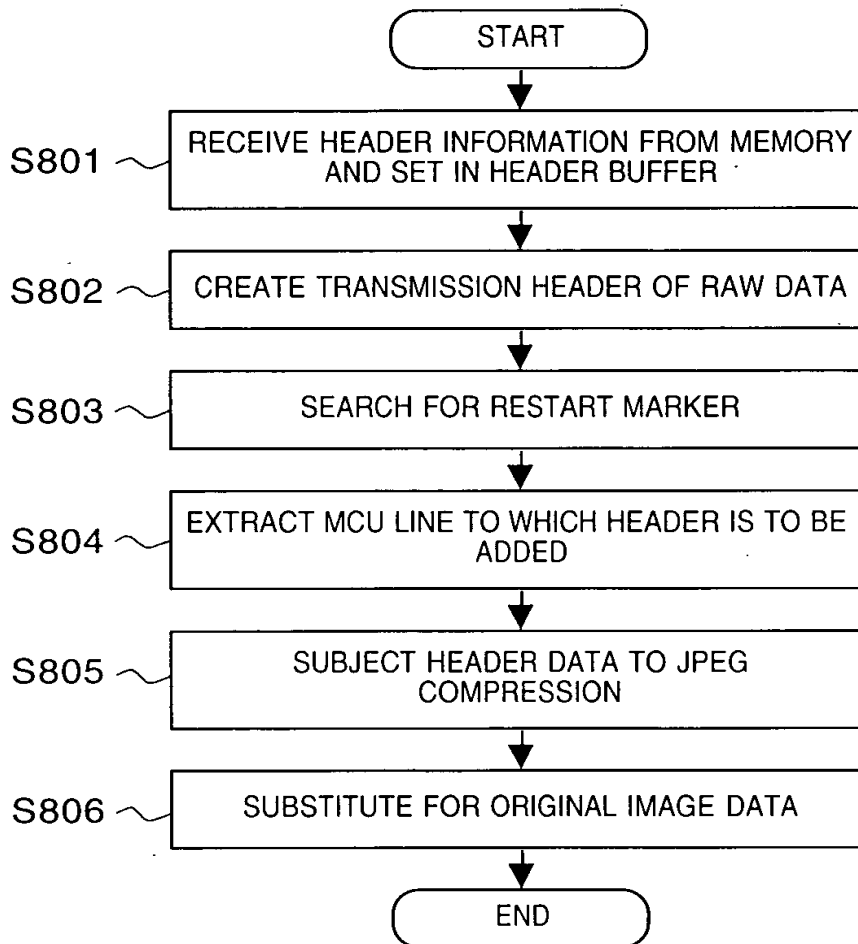 START
S801
RECEIVE HEADER INFORMATION FROM MEMORY
AND SET IN HEADER BUFFER
S802
CREATE TRANSMISSION HEADER OF RAW DATA
S803
SEARCH FOR RESTART MARKER
S804
EXTRACT MCU LINE TO WHICH HEADER IS TO BE
ADDED
S805
SUBJECT HEADER DATA TO JPEG
COMPRESSION
S806
SUBSTITUTE FOR ORIGINAL IMAGE DATA
END